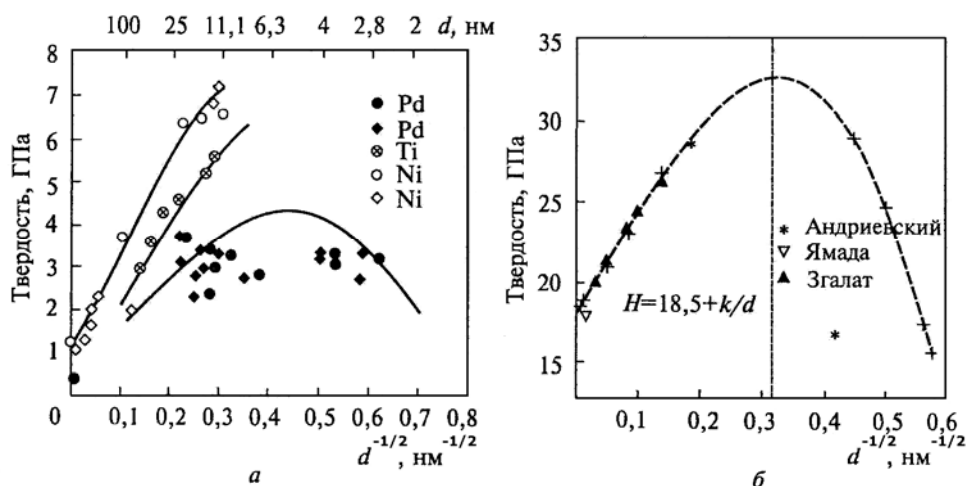 100 25 11,1 6,3 4 2,8 2 d, нм
8
7
6
5
4
3
2
1
0
Твердость, ГПа
Pd
Pd
Ti
Ni
Ni
0,1 0,2 0,3 0,4 0,5 0,6 0,7 0,8
d⁻¹/², нм⁻¹/²
а
35
30
25
20
15
Твердость, ГПа
Андриевский
Ямада
Згалат
H=18,5+k/d
0,1 0,2 0,3 0,4 0,5 0,6
d⁻¹/², нм⁻¹/²
б